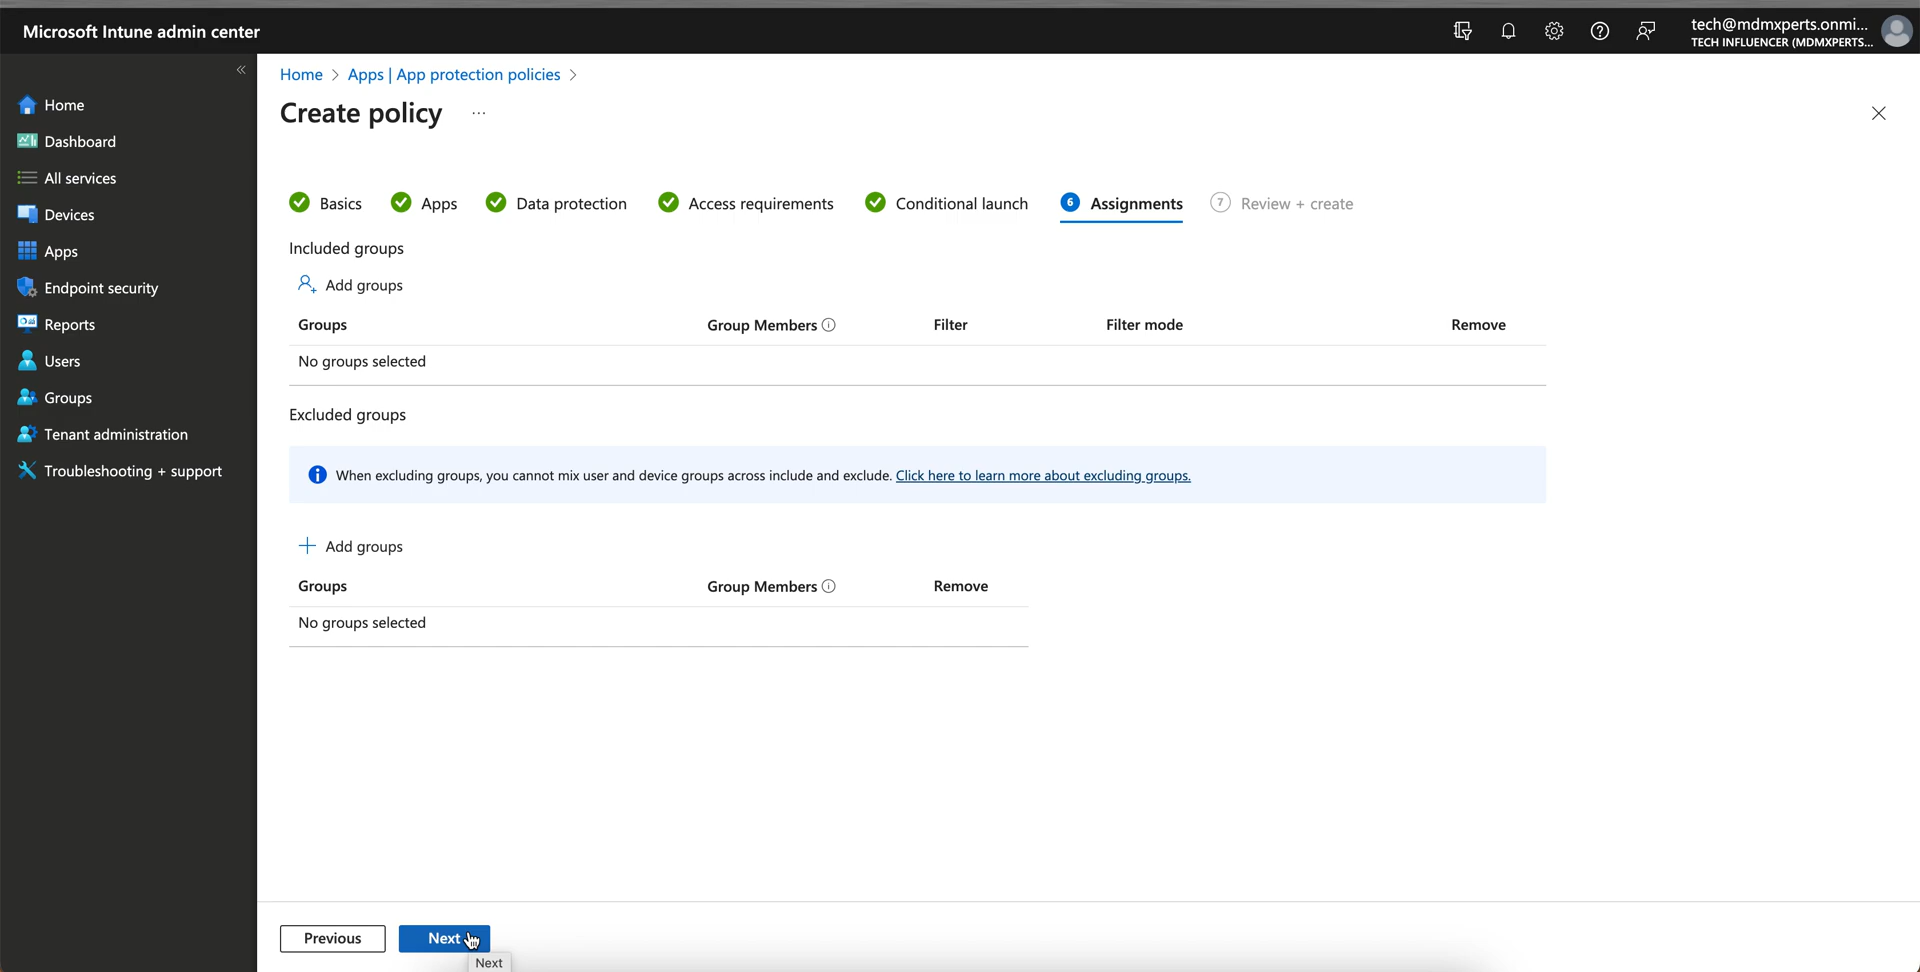 Microsoft Intune admin center
tech@mdmxperts.onmi...
TECH INFLUENCER (MDMXPERTS...
Home
Dashboard
All services
Devices
Apps
Endpoint security
Reports
Users
Groups
Tenant administration
Troubleshooting + support
Home > Apps | App protection policies >
Create policy ...
Basics Apps Data protection Access requirements Conditional launch 6 Assignments 7 Review + create
Included groups
Add groups
Groups Group Members Filter Filter mode Remove
No groups selected
Excluded groups
When excluding groups, you cannot mix user and device groups across include and exclude. Click here to learn more about excluding groups.
Add groups
Groups Group Members Remove
No groups selected
Previous Next
Next